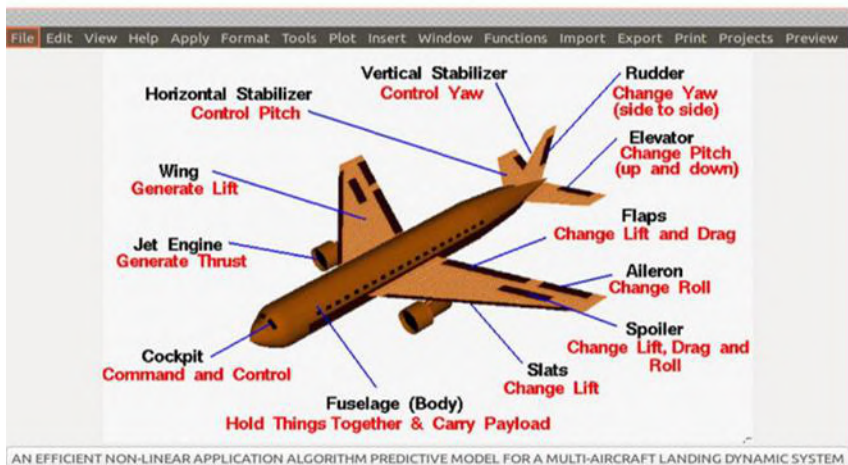 File Edit View Help Apply Format Tools Plot Insert Window Functions Import Export Print Projects Preview
Vertical Stabilizer
Control Yaw
Rudder
Change Yaw
(side to side)
Horizontal Stabilizer
Control Pitch
Elevator
Change Pitch
(up and down)
Wing
Generate Lift
Flaps
Change Lift and Drag
Jet Engine
Generate Thrust
Aileron
Change Roll
Spoiler
Change Lift, Drag and
Roll
Cockpit
Command and Control
Slats
Change Lift
Fuselage (Body)
Hold Things Together & Carry Payload
AN EFFICIENT NON-LINEAR APPLICATION ALGORITHM PREDICTIVE MODEL FOR A MULTI-AIRCRAFT LANDING DYNAMIC SYSTEM